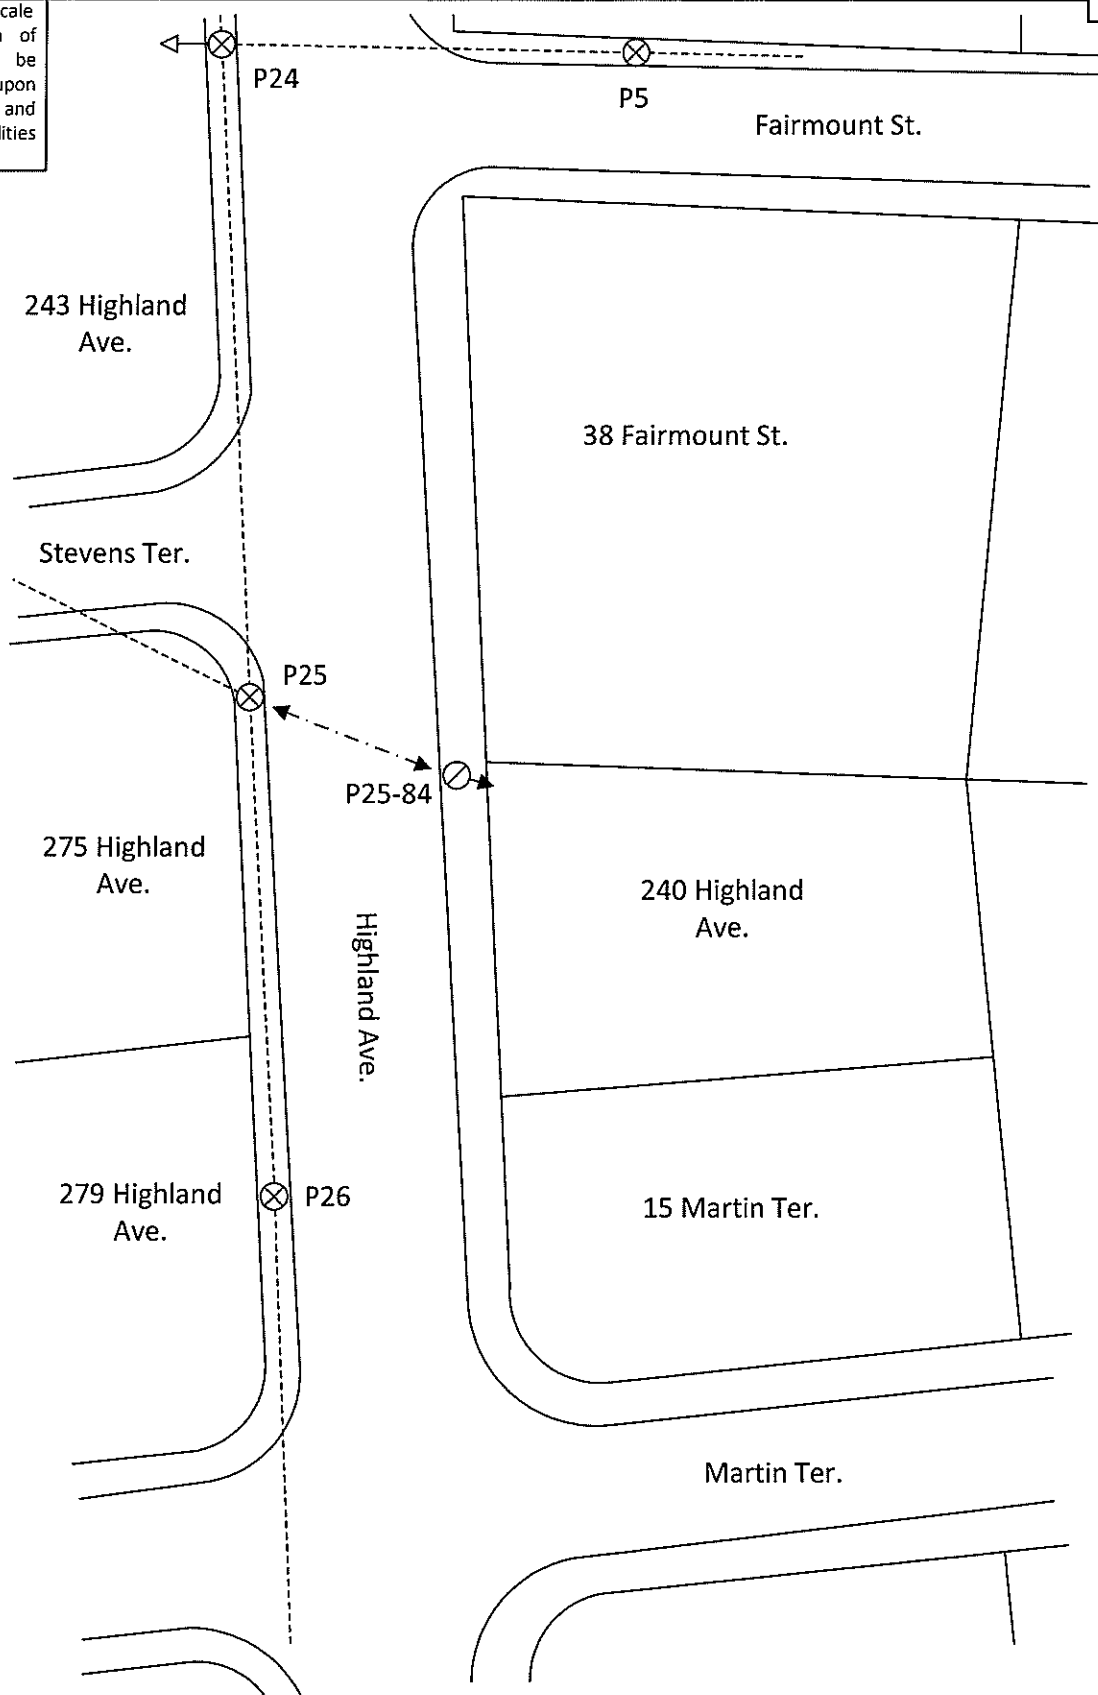 cale
of
be
upon
and
lities
P24
P5
Fairmount St.
243 Highland
Ave.
38 Fairmount St.
Stevens Ter.
P25
P25-84
275 Highland
Ave.
240 Highland
Ave.
Highland Ave.
279 Highland
Ave.
P26
15 Martin Ter.
Martin Ter.